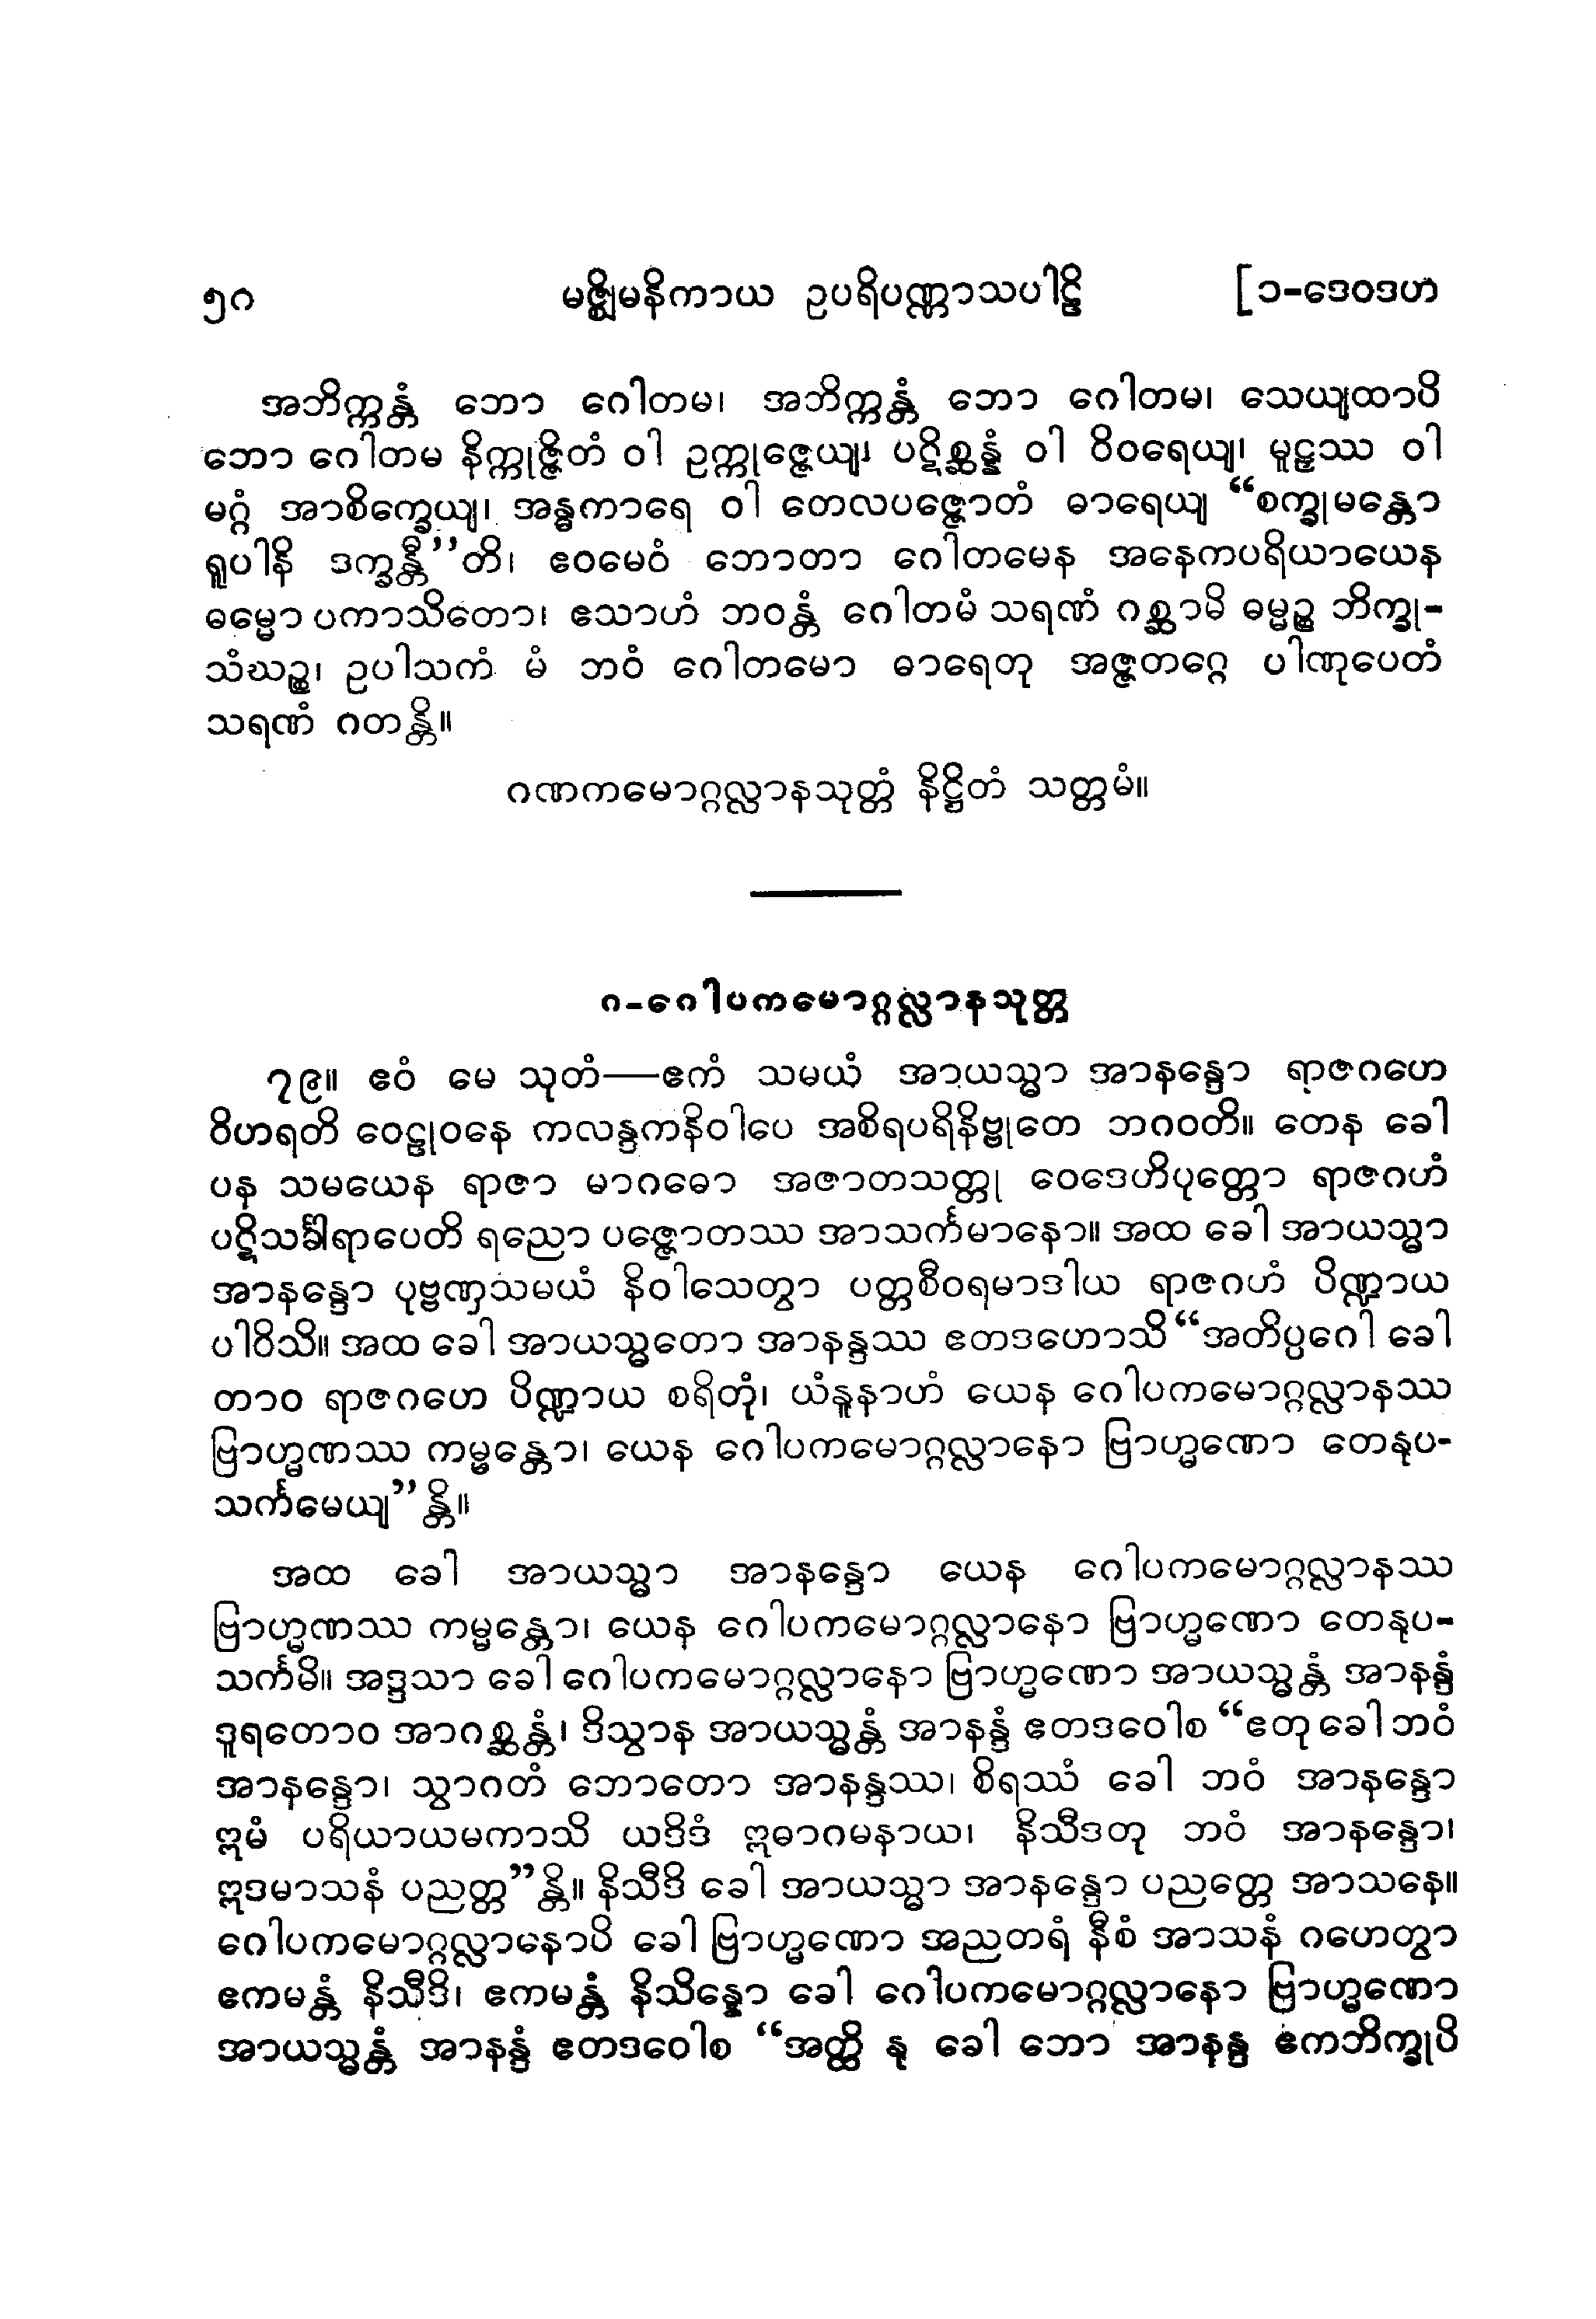 ၅၈ မဇ္ဈိမနိကာယ ဥပရိပဏ္ဏာသပါဠိ [၁-ဒေဝဒဟ
အဘိက္ကန္တံ ဘော ဂေါတမ၊ အဘိက္ကန္တံ ဘော ဂေါတမ၊ သေယျထာပိ
ဘော ဂေါတမ နိက္ကုဇ္ဇိတံ ဝါ ဥက္ကုဇ္ဇေယျ၊ ပဋိစ္ဆန္နံ ဝါ ဝိဝရေယျ၊ မူဠှဿ ဝါ
မဂ္ဂံ အာစိက္ခေယျ၊ အန္ဓကာရေ ဝါ တေလပဇ္ဇောတံ ဓာရေယျ “စက္ခုမန္တော
ရူပါနိ ဒက္ခန္တီ”တိ၊ ဧဝမေဝံ ဘောတာ ဂေါတမေန အနေကပရိယာယေန
ဓမ္မော ပကာသိတော၊ ဧသာဟံ ဘဝန္တံ ဂေါတမံ သရဏံ ဂစ္ဆာမိ ဓမ္မဉ္စ ဘိက္ခု-
သံဃဉ္စ၊ ဥပါသကံ မံ ဘဝံ ဂေါတမော ဓာရေတု အဇ္ဇတဂ္ဂေ ပါဏုပေတံ
သရဏံ ဂတန္တိ။
ဂဏကမောဂ္ဂလ္လာနသုတ္တံ နိဋ္ဌိတံ သတ္တမံ။
၈-ဂေါပကမောဂ္ဂလ္လာနသုတ္တ
၇၉။ ဧဝံ မေ သုတံ—ဧကံ သမယံ အာယသ္မာ အာနန္ဒော ရာဇဂဟေ
ဝိဟရတိ ဝေဠုဝနေ ကလန္ဒကနိဝါပေ အစိရပရိနိဗ္ဗုတေ ဘဂဝတိ။ တေန ခေါ
ပန သမယေန ရာဇာ မာဂဓော အဇာတသတ္တု ဝေဒေဟိပုတ္တော ရာဇဂဟံ
ပဋိသင်္ခါရာပေတိ ရညော ပဇ္ဇောတဿ အာသင်္ကမာနော။ အထ ခေါ အာယသ္မာ
အာနန္ဒော ပုဗ္ဗဏှသမယံ နိဝါသေတွာ ပတ္တစီဝရမာဒါယ ရာဇဂဟံ ပိဏ္ဍာယ
ပါဝိသိ။ အထ ခေါ အာယသ္မတော အာနန္ဒဿ ဧတဒဟောသိ “အတိပ္ပဂေါ ခေါ
တာဝ ရာဇဂဟေ ပိဏ္ဍာယ စရိတုံ၊ ယံနူနာဟံ ယေန ဂေါပကမောဂ္ဂလ္လာနဿ
ဗြာဟ္မဏဿ ကမ္မန္တော၊ ယေန ဂေါပကမောဂ္ဂလ္လာနော ဗြာဟ္မဏော တေနုပ-
သင်္ကမေယျ”န္တိ။
အထ ခေါ အာယသ္မာ အာနန္ဒော ယေန ဂေါပကမောဂ္ဂလ္လာနဿ
ဗြာဟ္မဏဿ ကမ္မန္တော၊ ယေန ဂေါပကမောဂ္ဂလ္လာနော ဗြာဟ္မဏော တေနုပ-
သင်္ကမိ။ အဒ္ဒသာ ခေါ ဂေါပကမောဂ္ဂလ္လာနော ဗြာဟ္မဏော အာယသ္မန္တံ အာနန္ဒံ
ဒူရတောဝ အာဂစ္ဆန္တံ၊ ဒိသွာန အာယသ္မန္တံ အာနန္ဒံ ဧတဒဝေါစ “ဧတု ခေါ ဘဝံ
အာနန္ဒော၊ သွာဂတံ ဘောတော အာနန္ဒဿ၊ စိရဿံ ခေါ ဘဝံ အာနန္ဒော
ဣမံ ပရိယာယမကာသိ ယဒိဒံ ဣဓာဂမနာယ၊ နိသီဒတု ဘဝံ အာနန္ဒော၊
ဣဒမာသနံ ပညတ္တ”န္တိ။ နိသီဒိ ခေါ အာယသ္မာ အာနန္ဒော ပညတ္တေ အာသနေ။
ဂေါပကမောဂ္ဂလ္လာနောပိ ခေါ ဗြာဟ္မဏော အညတရံ နီစံ အာသနံ ဂဟေတွာ
ဧကမန္တံ နိသီဒိ၊ ဧကမန္တံ နိသိန္နော ခေါ ဂေါပကမောဂ္ဂလ္လာနော ဗြာဟ္မဏော
အာယသ္မန္တံ အာနန္ဒံ ဧတဒဝေါစ “အတ္ထိ နု ခေါ ဘော အာနန္ဒ ဧကဘိက္ခုပိ